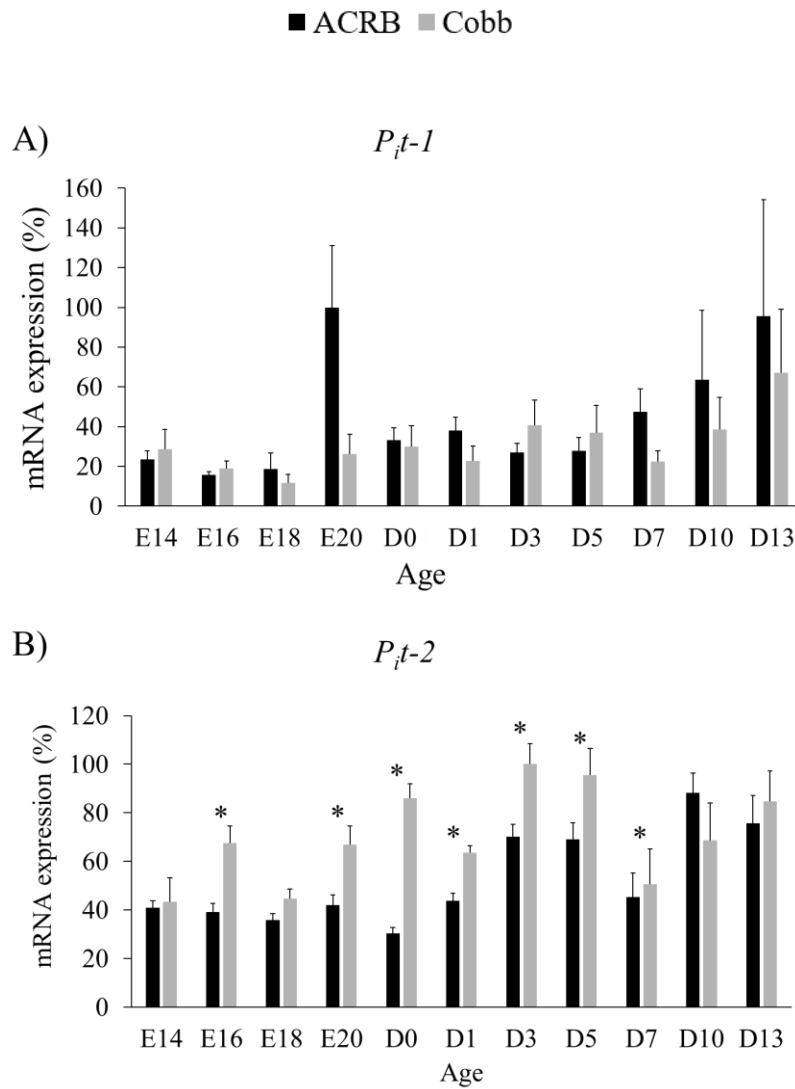 ACRB Cobb
A) Pit-1
mRNA expression (%)
160
140
120
100
80
60
40
20
0
E14 E16 E18 E20 D0 D1 D3 D5 D7 D10 D13
Age
B) Pit-2
mRNA expression (%)
120
100
80
60
40
20
0
* * * * * * *
E14 E16 E18 E20 D0 D1 D3 D5 D7 D10 D13
Age